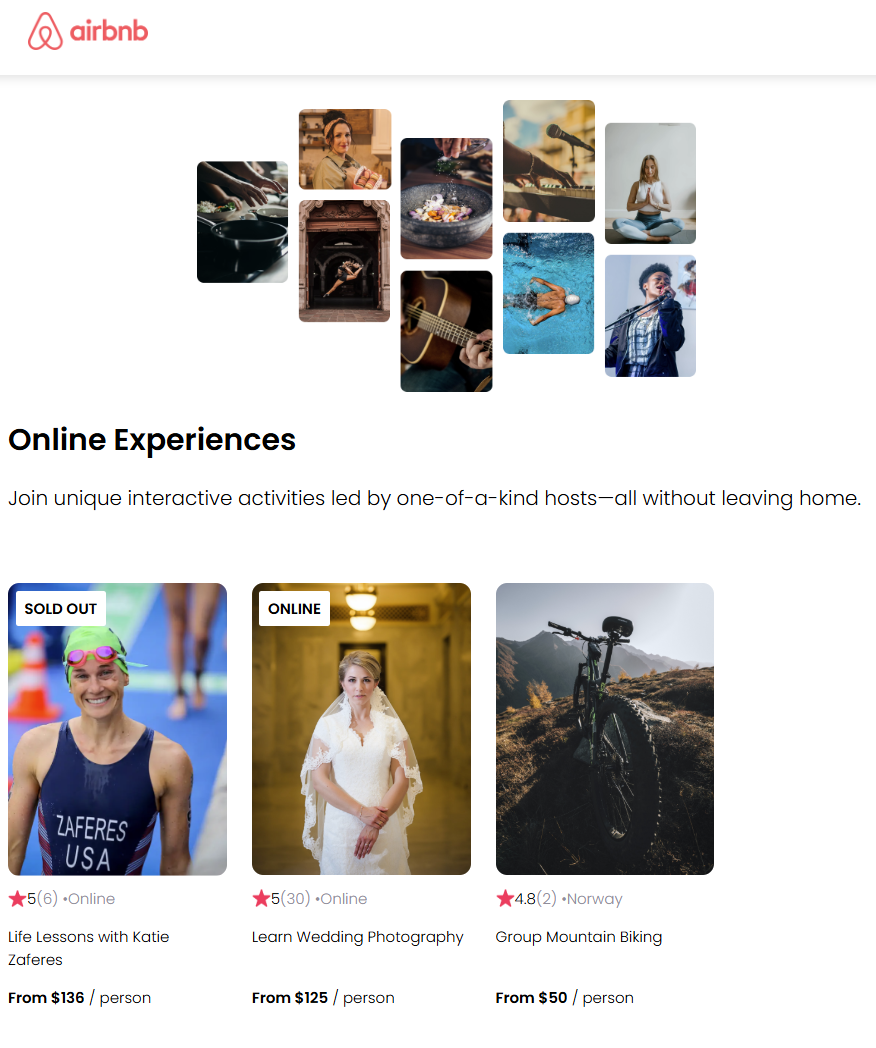 airbnb
Online Experiences
Join unique interactive activities led by one-of-a-kind hosts—all without leaving home.
SOLD OUT
ZAFERES
USA
5(6) •Online
Life Lessons with Katie
Zaferes
From $136 / person
ONLINE
5(30) •Online
Learn Wedding Photography
From $125 / person
4.8(2) •Norway
Group Mountain Biking
From $50 / person